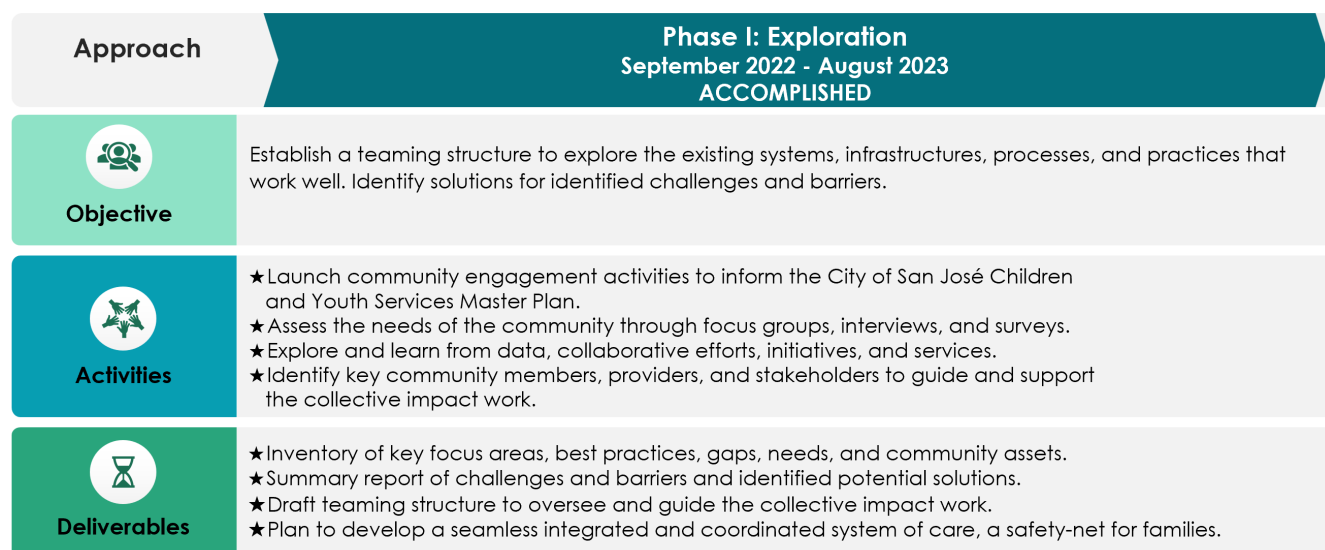 Approach
Phase I: Exploration
September 2022 - August 2023
ACCOMPLISHED
Objective
Establish a teaming structure to explore the existing systems, infrastructures, processes, and practices that
work well. Identify solutions for identified challenges and barriers.
Activities
★Launch community engagement activities to inform the City of San José Children
and Youth Services Master Plan.
★Assess the needs of the community through focus groups, interviews, and surveys.
★Explore and learn from data, collaborative efforts, initiatives, and services.
★Identify key community members, providers, and stakeholders to guide and support
the collective impact work.
Deliverables
★Inventory of key focus areas, best practices, gaps, needs, and community assets.
★Summary report of challenges and barriers and identified potential solutions.
★Draft teaming structure to oversee and guide the collective impact work.
★Plan to develop a seamless integrated and coordinated system of care, a safety-net for families.